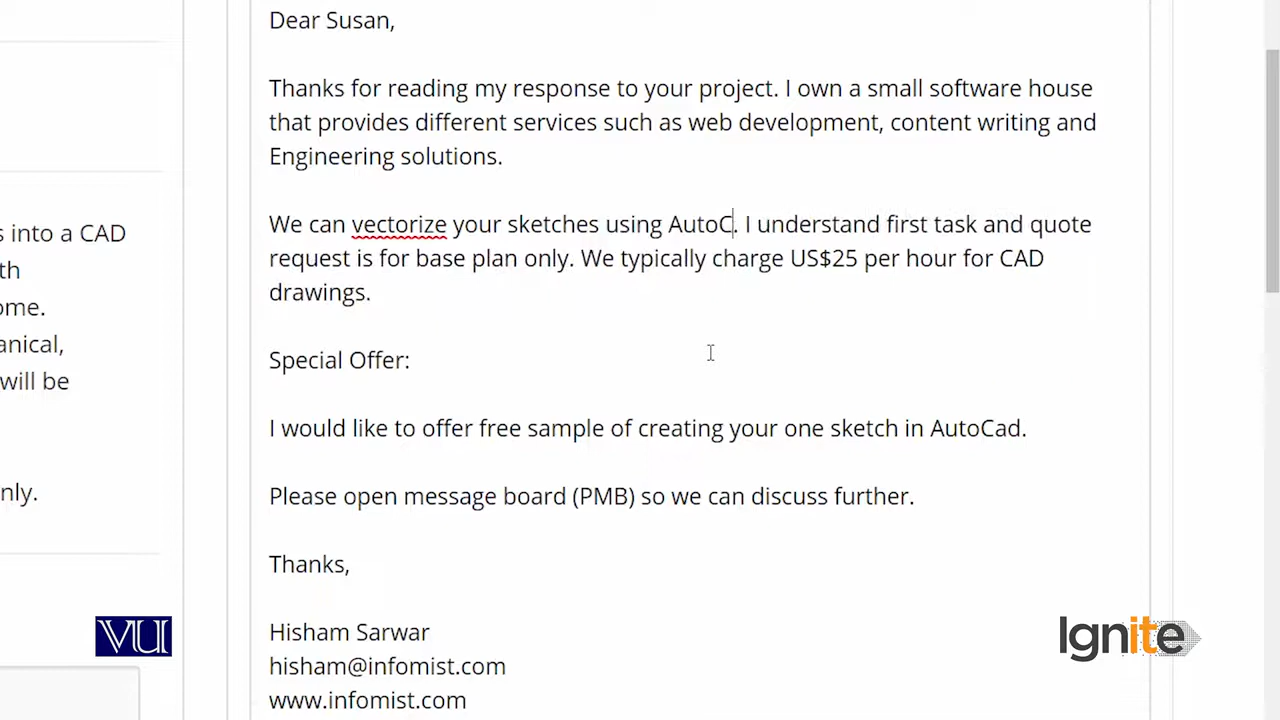 Dear Susan,
Thanks for reading my response to your project. I own a small software house
that provides different services such as web development, content writing and
Engineering solutions.
s into a CAD
We can vectorize your sketches using AutoC. I understand first task and quote
th
request is for base plan only. We typically charge US$25 per hour for CAD
ome.
drawings.
anical,
Special Offer:
will be
I would like to offer free sample of creating your one sketch in AutoCad.
nly.
Please open message board (PMB) so we can discuss further.
Thanks,
VU
Ignite
Hisham Sarwar
hisham@infomist.com
www.infomist.com